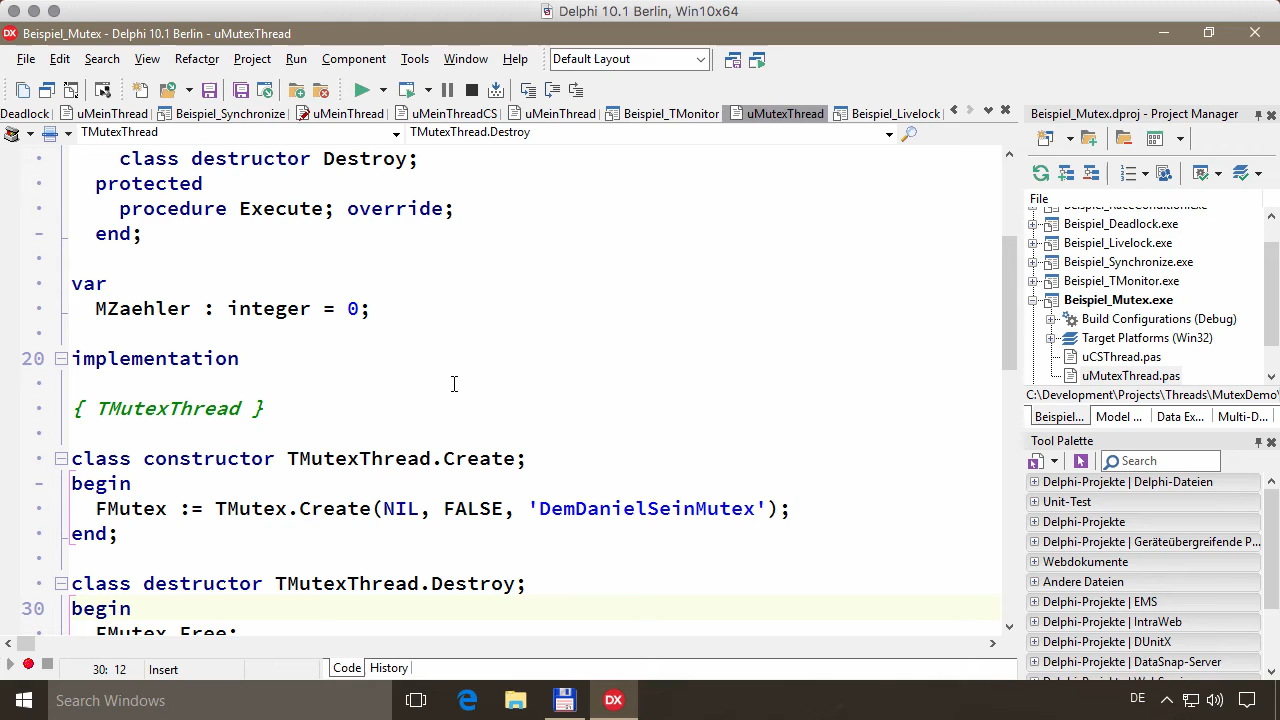 Delphi 10.1 Berlin, Win10x64
Beispiel_Mutex - Delphi 10.1 Berlin - uMutexThread
File Edit Search View Refactor Project Run Component Tools Window Help
Default Layout
Deadlock uMeinThread Beispiel_Synchronize uMeinThread uMeinThreadCS uMeinThread Beispiel_TMonitor uMutexThread Beispiel_Livelock
TMutexThread TMutexThread.Destroy
class destructor Destroy;
protected
procedure Execute; override;
end;
var
MZaehler : integer = 0;
20 implementation
{ TMutexThread }
class constructor TMutexThread.Create;
begin
FMutex := TMutex.Create(NIL, FALSE, 'DemDanielSeinMutex');
end;
class destructor TMutexThread.Destroy;
30 begin
FMutex.Free;
30: 12 Insert
Code History
Beispiel_Mutex.dproj - Project Manager
File
Beispiel_RaceConditionExe
Beispiel_Deadlock.exe
Beispiel_Livelock.exe
Beispiel_Synchronize.exe
Beispiel_TMonitor.exe
Beispiel_Mutex.exe
Build Configurations (Debug)
Target Platforms (Win32)
uCSThread.pas
uMutexThread.pas
C:\Development\Projects\Threads\MutexDemo\
Beispiel... Model ... Data Ex... Multi-D...
Tool Palette
Search
Delphi-Projekte | Delphi-Dateien
Unit-Test
Delphi-Projekte
Delphi-Projekte | Geräteübergreifende P...
Webdokumente
Andere Dateien
Delphi-Projekte | EMS
Delphi-Projekte | IntraWeb
Delphi-Projekte | DUnitX
Delphi-Projekte | DataSnap-Server
Search Windows
DX
DE